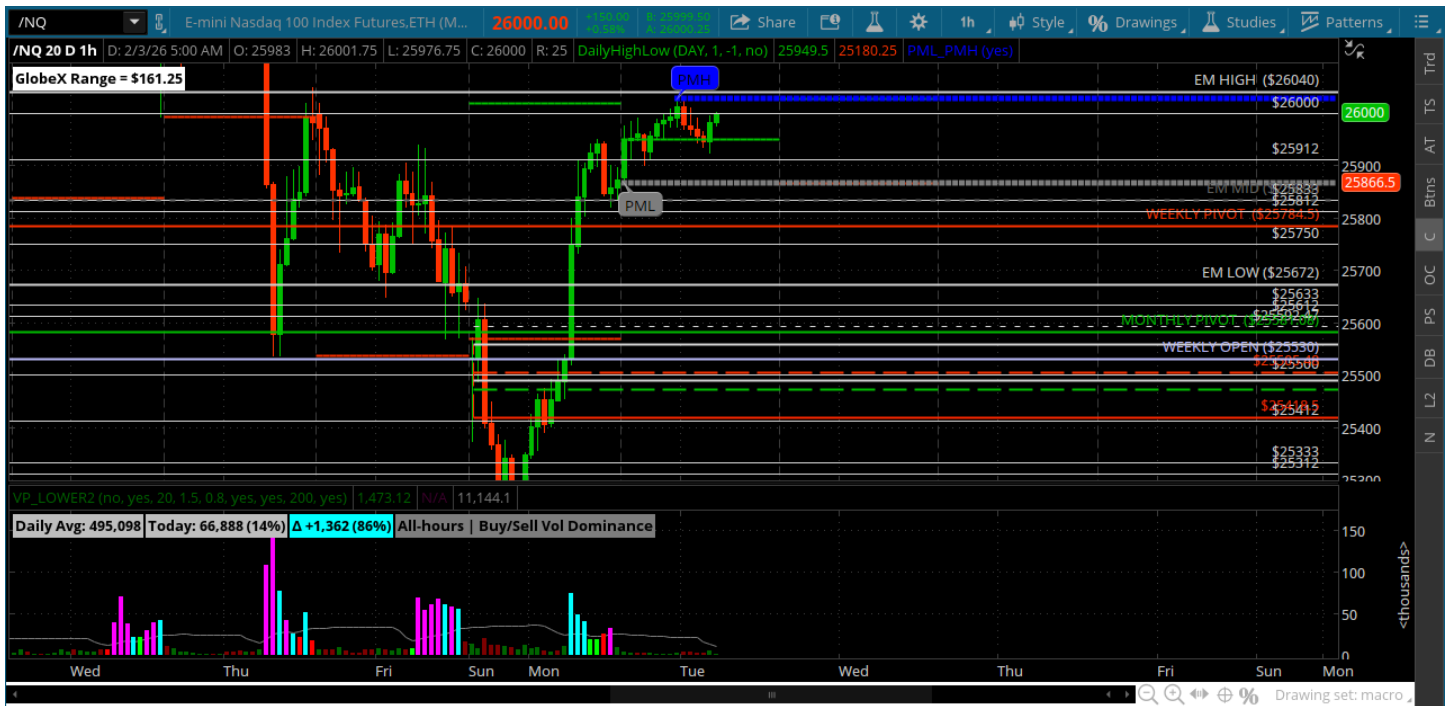 /NQ E-mini Nasdaq 100 Index Futures,ETH (M... 26000.00 +150.00 +0.58% B: 25999.50 A: 26000.25 Share 1h Style Drawings Studies Patterns
/NQ 20 D 1h D: 2/3/26 5:00 AM O: 25983 H: 26001.75 L: 25976.75 C: 26000 R: 25 DailyHighLow (DAY, 1, -1, no) 25949.5 25180.25 PML_PMH (yes)
GlobeX Range = $161.25
PMH
EM HIGH ($26040)
$26000
26000
$25912
25900
25866.5
EM MID ($25833
PML
$25812
WEEKLY PIVOT ($25784.5)
25800
$25750
EM LOW ($25672)
25700
$25633
$25612
MONTHLY PIVOT
25600
WEEKLY OPEN ($25530)
$25500
25500
$25412
25400
$25333
$25312
25300
VP_LOWER2 (no, yes, 20, 1.5, 0.8, yes, yes, 200, yes) 1,473.12 N/A 11,144.1
Daily Avg: 495,098 Today: 66,888 (14%) Δ +1,362 (86%) All-hours | Buy/Sell Vol Dominance
150
100
50
0
<thousands>
Wed Thu Fri Sun Mon Tue Wed Thu Fri Sun Mon
Drawing set: macro
Trd
TS
AT
Btns
C
OC
PS
DB
L2
N